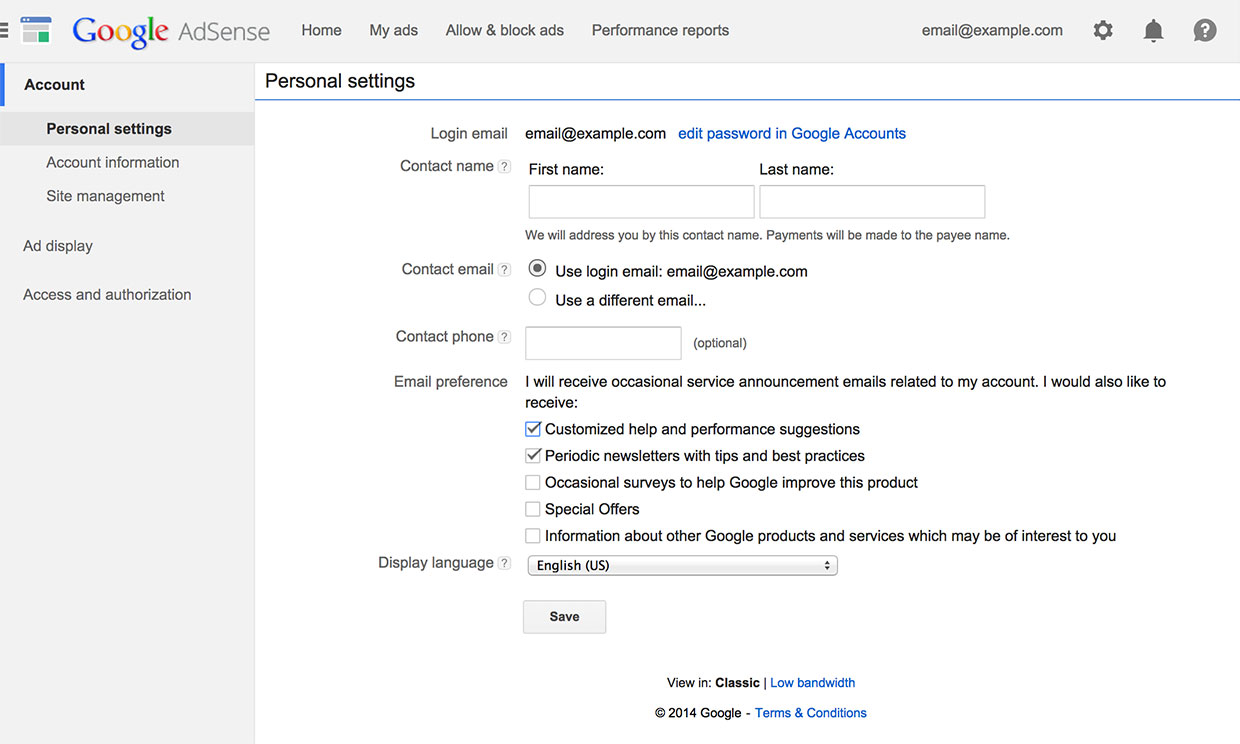 Google AdSense Home My ads Allow & block ads Performance reports email@example.com
Account
Personal settings
Account information
Site management
Ad display
Access and authorization
Personal settings
Login email email@example.com edit password in Google Accounts
Contact name ? First name: Last name:
We will address you by this contact name. Payments will be made to the payee name.
Contact email ? Use login email: email@example.com
Use a different email...
Contact phone ? (optional)
Email preference I will receive occasional service announcement emails related to my account. I would also like to
receive:
Customized help and performance suggestions
Periodic newsletters with tips and best practices
Occasional surveys to help Google improve this product
Special Offers
Information about other Google products and services which may be of interest to you
Display language ? English (US)
Save
View in: Classic | Low bandwidth
© 2014 Google - Terms & Conditions